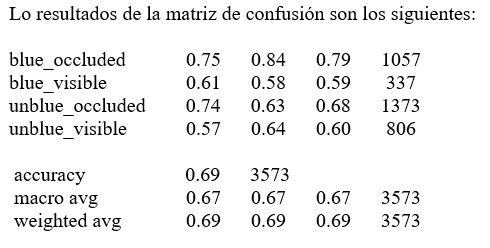 Lo resultados de la matriz de confusión son los siguientes:
blue_occluded 0.75 0.84 0.79 1057
blue_visible 0.61 0.58 0.59 337
unblue_occluded 0.74 0.63 0.68 1373
unblue_visible 0.57 0.64 0.60 806
accuracy 0.69 3573
macro avg 0.67 0.67 0.67 3573
weighted avg 0.69 0.69 0.69 3573